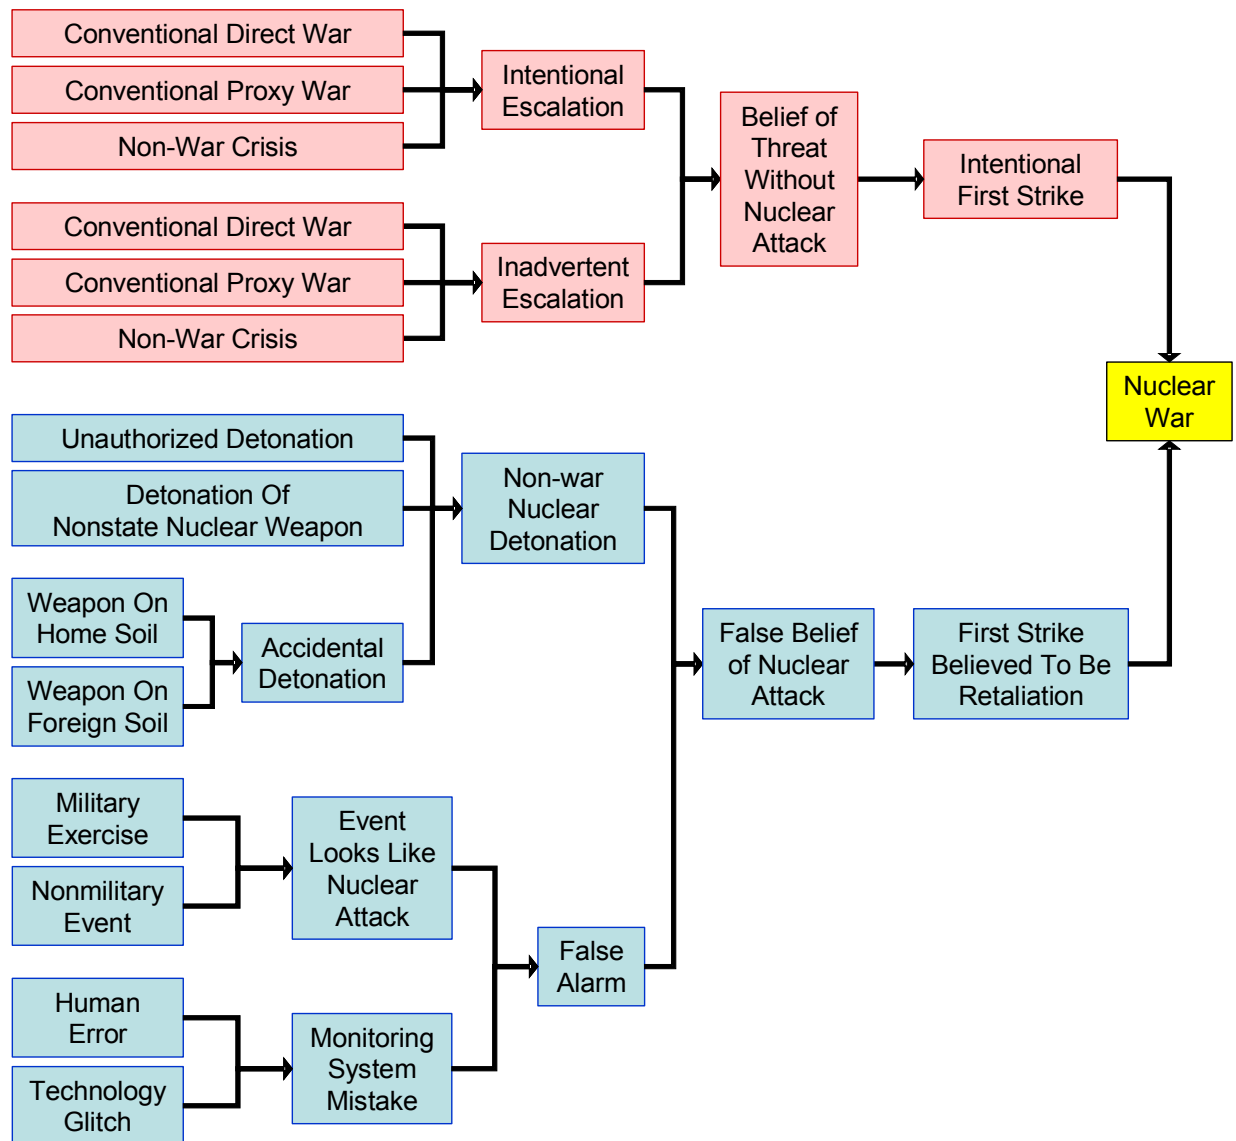 Conventional Direct War
Conventional Proxy War
Non-War Crisis
Intentional
Escalation
Conventional Direct War
Conventional Proxy War
Non-War Crisis
Inadvertent
Escalation
Belief of
Threat
Without
Nuclear
Attack
Intentional
First Strike
Nuclear
War
Unauthorized Detonation
Detonation Of
Nonstate Nuclear Weapon
Weapon On
Home Soil
Weapon On
Foreign Soil
Accidental
Detonation
Non-war
Nuclear
Detonation
Military
Exercise
Nonmilitary
Event
Event
Looks Like
Nuclear
Attack
Human
Error
Technology
Glitch
Monitoring
System
Mistake
False
Alarm
False Belief
of Nuclear
Attack
First Strike
Believed To Be
Retaliation